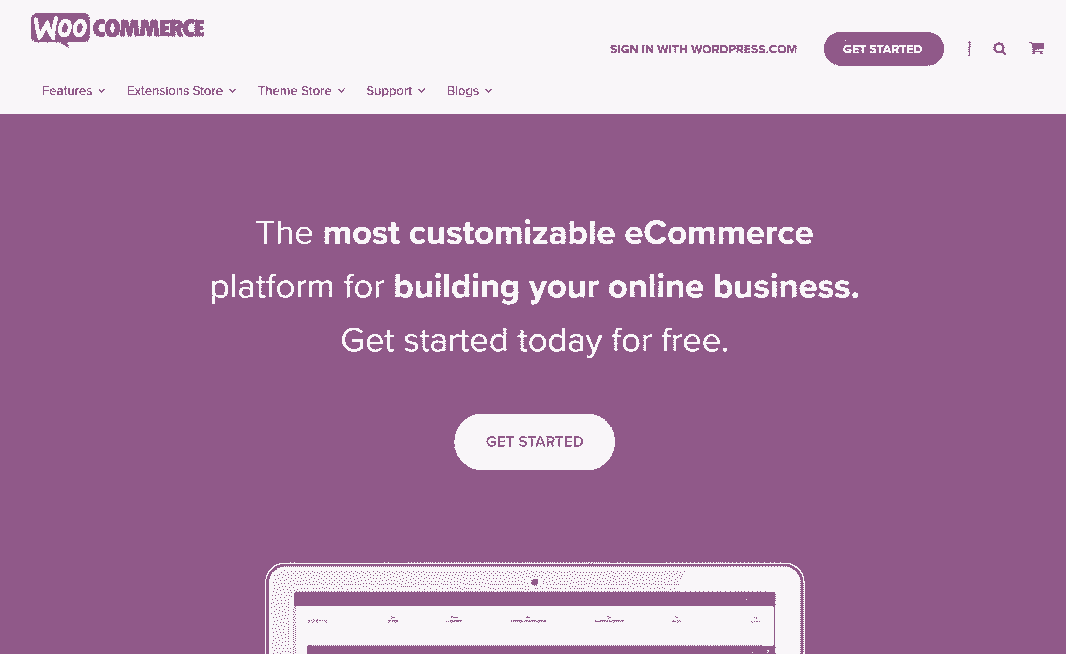 WOO COMMERCE
SIGN IN WITH WORDPRESS.COM GET STARTED
Features Extensions Store Theme Store Support Blogs
The most customizable eCommerce
platform for building your online business.
Get started today for free.
GET STARTED